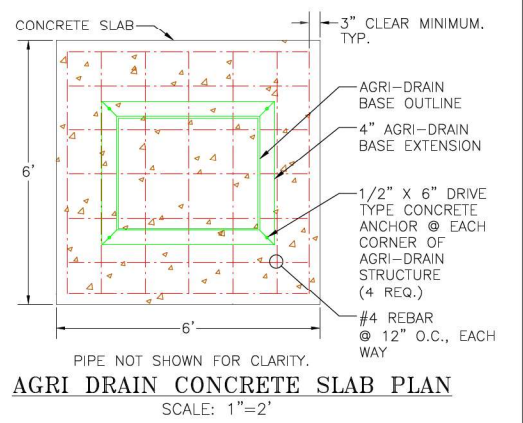 CONCRETE SLAB
3" CLEAR MINIMUM.
TYP.
AGRI-DRAIN
BASE OUTLINE
4" AGRI-DRAIN
BASE EXTENSION
6'
1/2" X 6" DRIVE
TYPE CONCRETE
ANCHOR @ EACH
CORNER OF
AGRI-DRAIN
STRUCTURE
(4 REQ.)
#4 REBAR
@ 12" O.C., EACH
WAY
6'
PIPE NOT SHOWN FOR CLARITY.
AGRI DRAIN CONCRETE SLAB PLAN
SCALE: 1"=2'